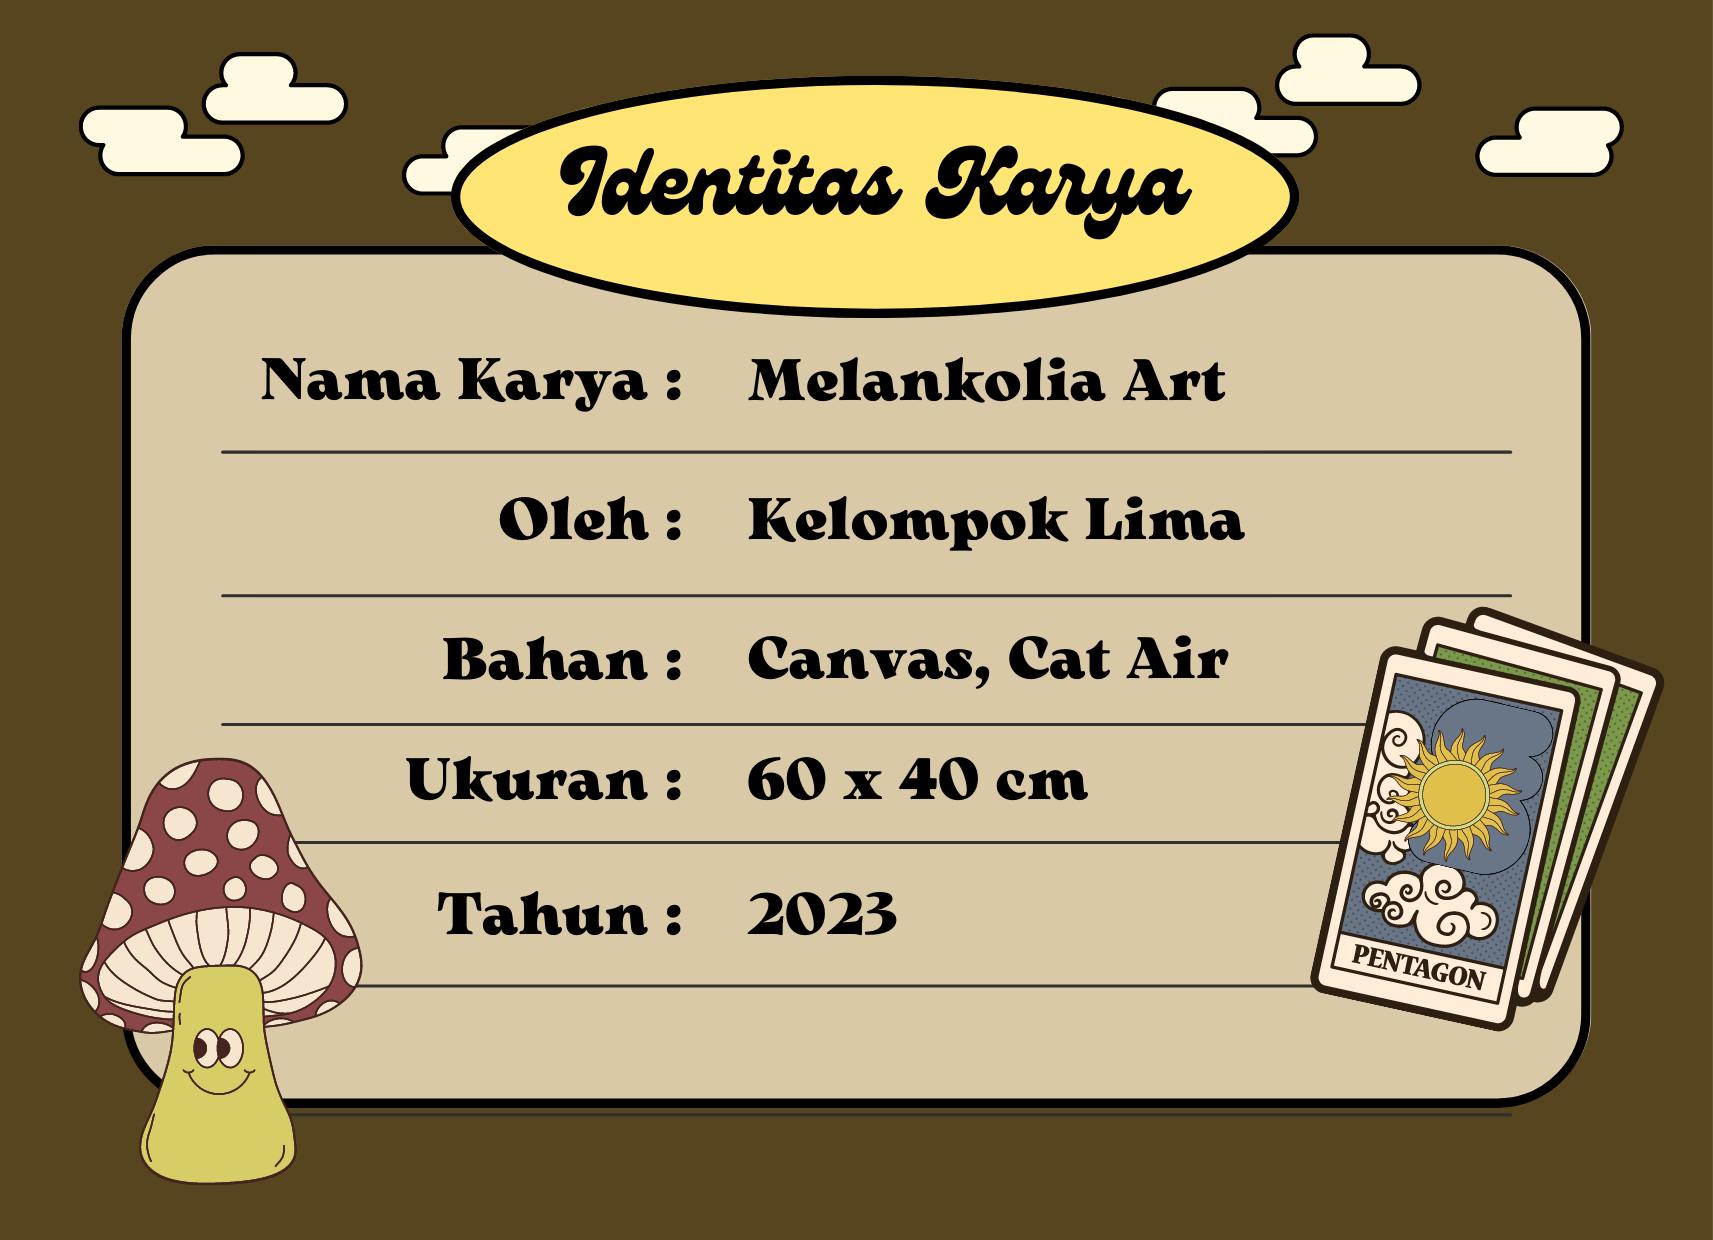 Identitas Karya
Nama Karya : Melankolia Art
Oleh : Kelompok Lima
Bahan : Canvas, Cat Air
Ukuran : 60 x 40 cm
Tahun : 2023
PENTAGON